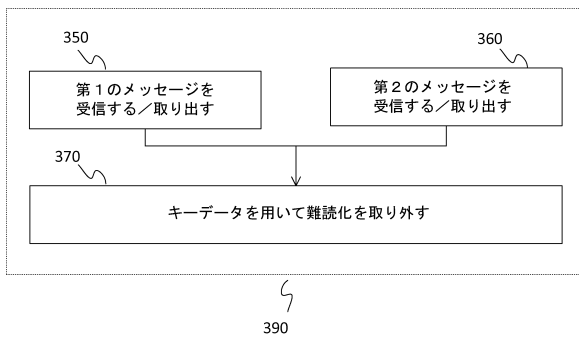 350
360
第１のメッセージを
受信する／取り出す
第２のメッセージを
受信する／取り出す
370
キーデータを用いて難読化を取り外す
390